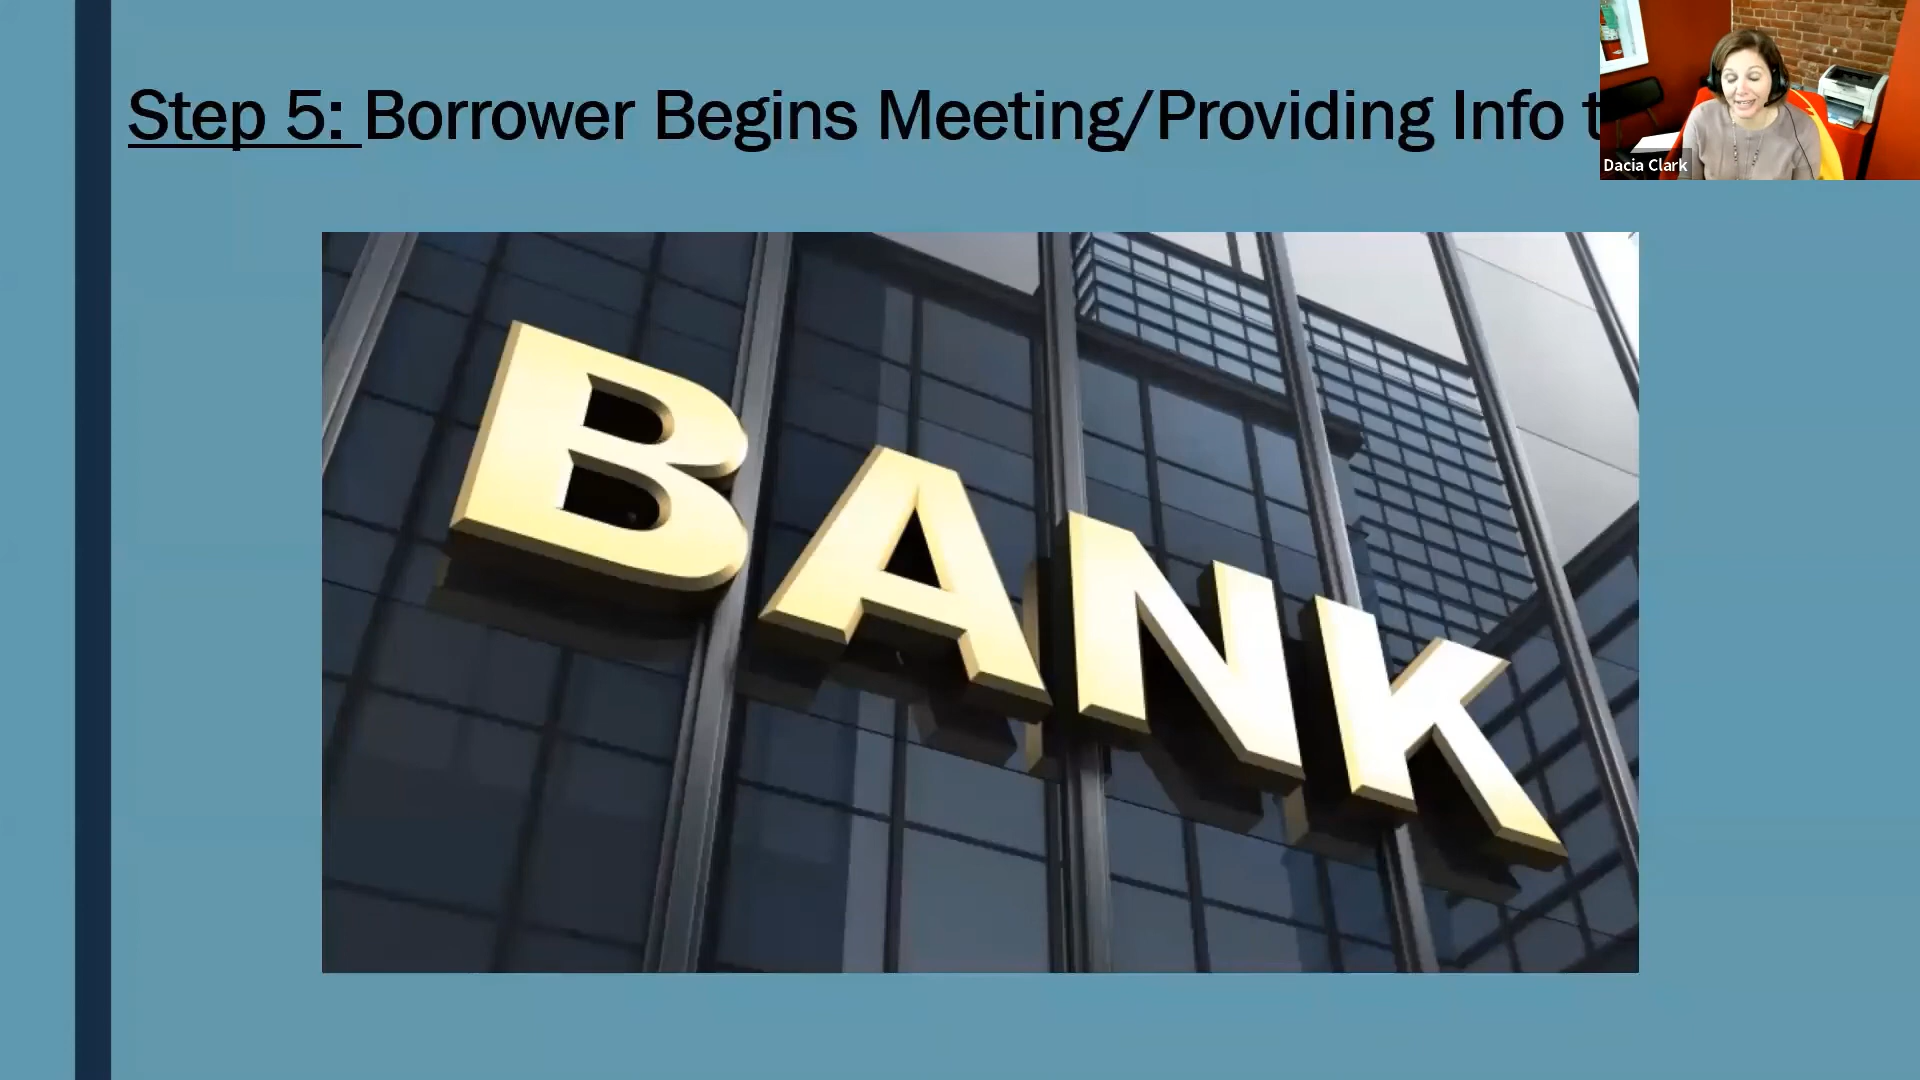 Step 5: Borrower Begins Meeting/Providing Info
Dacia Clark
BANK